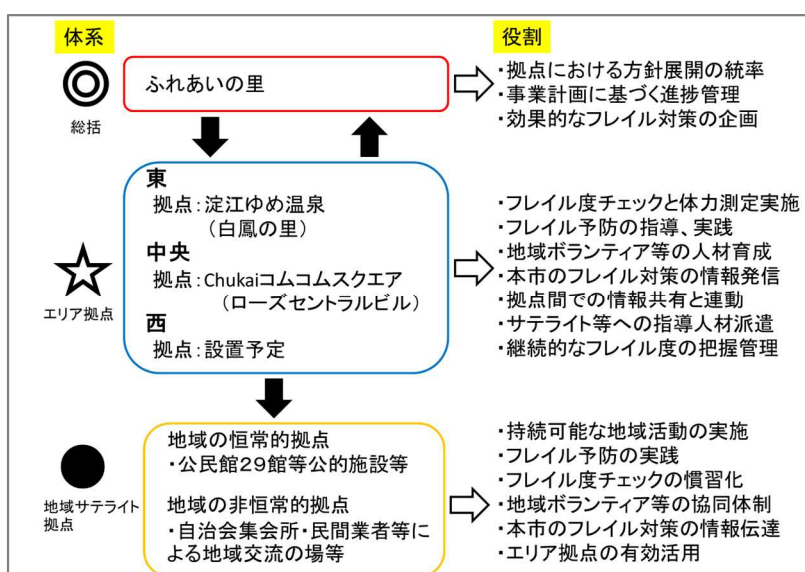 体系
役割
総括
ふれあいの里
・拠点における方針展開の統率
・事業計画に基づく進捗管理
・効果的なフレイル対策の企画
エリア拠点
東
拠点：淀江ゆめ温泉
（白鳳の里）
中央
拠点：Chukaiコムコムスクエア
（ローズセントラルビル）
西
拠点：設置予定
・フレイル度チェックと体力測定実施
・フレイル予防の指導、実践
・地域ボランティア等の人材育成
・本市のフレイル対策の情報発信
・拠点間での情報共有と連動
・サテライト等への指導人材派遣
・継続的なフレイル度の把握管理
地域サテライト
拠点
地域の恒常的拠点
・公民館２９館等公的施設等
地域の非恒常的拠点
・自治会集会所・民間業者等に
よる地域交流の場等
・持続可能な地域活動の実施
・フレイル予防の実践
・フレイル度チェックの慣習化
・地域ボランティア等の協同体制
・本市のフレイル対策の情報伝達
・エリア拠点の有効活用